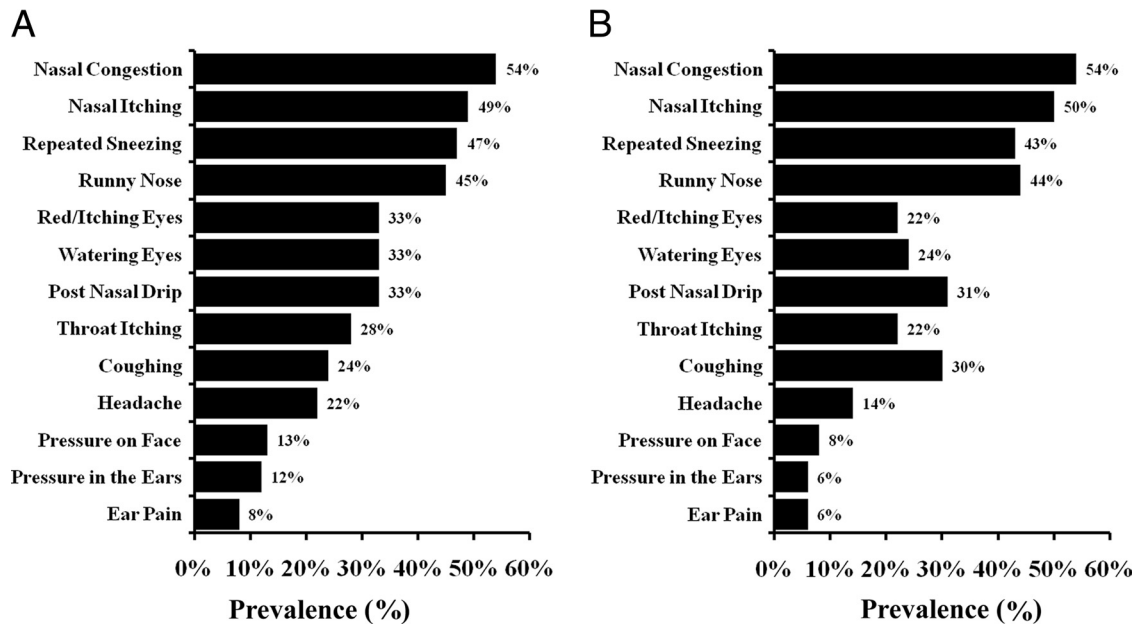 A
Nasal Congestion 54%
Nasal Itching 49%
Repeated Sneezing 47%
Runny Nose 45%
Red/Itching Eyes 33%
Watering Eyes 33%
Post Nasal Drip 33%
Throat Itching 28%
Coughing 24%
Headache 22%
Pressure on Face 13%
Pressure in the Ears 12%
Ear Pain 8%
0% 10% 20% 30% 40% 50% 60%
Prevalence (%)
B
Nasal Congestion 54%
Nasal Itching 50%
Repeated Sneezing 43%
Runny Nose 44%
Red/Itching Eyes 22%
Watering Eyes 24%
Post Nasal Drip 31%
Throat Itching 22%
Coughing 30%
Headache 14%
Pressure on Face 8%
Pressure in the Ears 6%
Ear Pain 6%
0% 10% 20% 30% 40% 50% 60%
Prevalence (%)